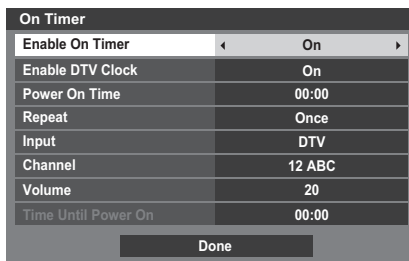 On Timer
Enable On Timer On
Enable DTV Clock On
Power On Time 00:00
Repeat Once
Input DTV
Channel 12 ABC
Volume 20
Time Until Power On 00:00
Done